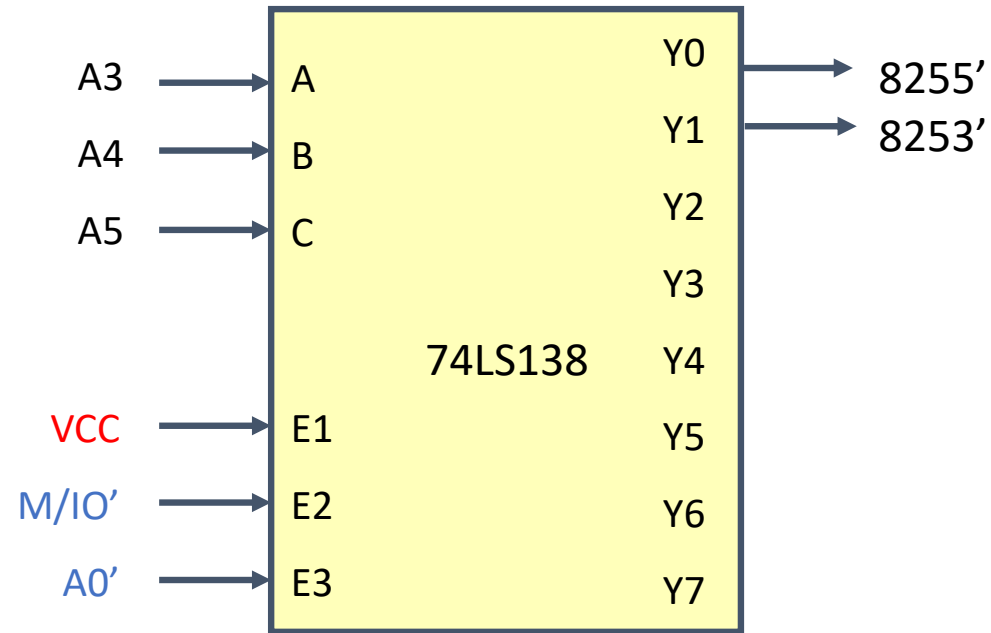 A3
A4
A5
VCC
M/IO’
A0’
A
B
C
E1
E2
E3
74LS138
Y0
Y1
Y2
Y3
Y4
Y5
Y6
Y7
8255’
8253’